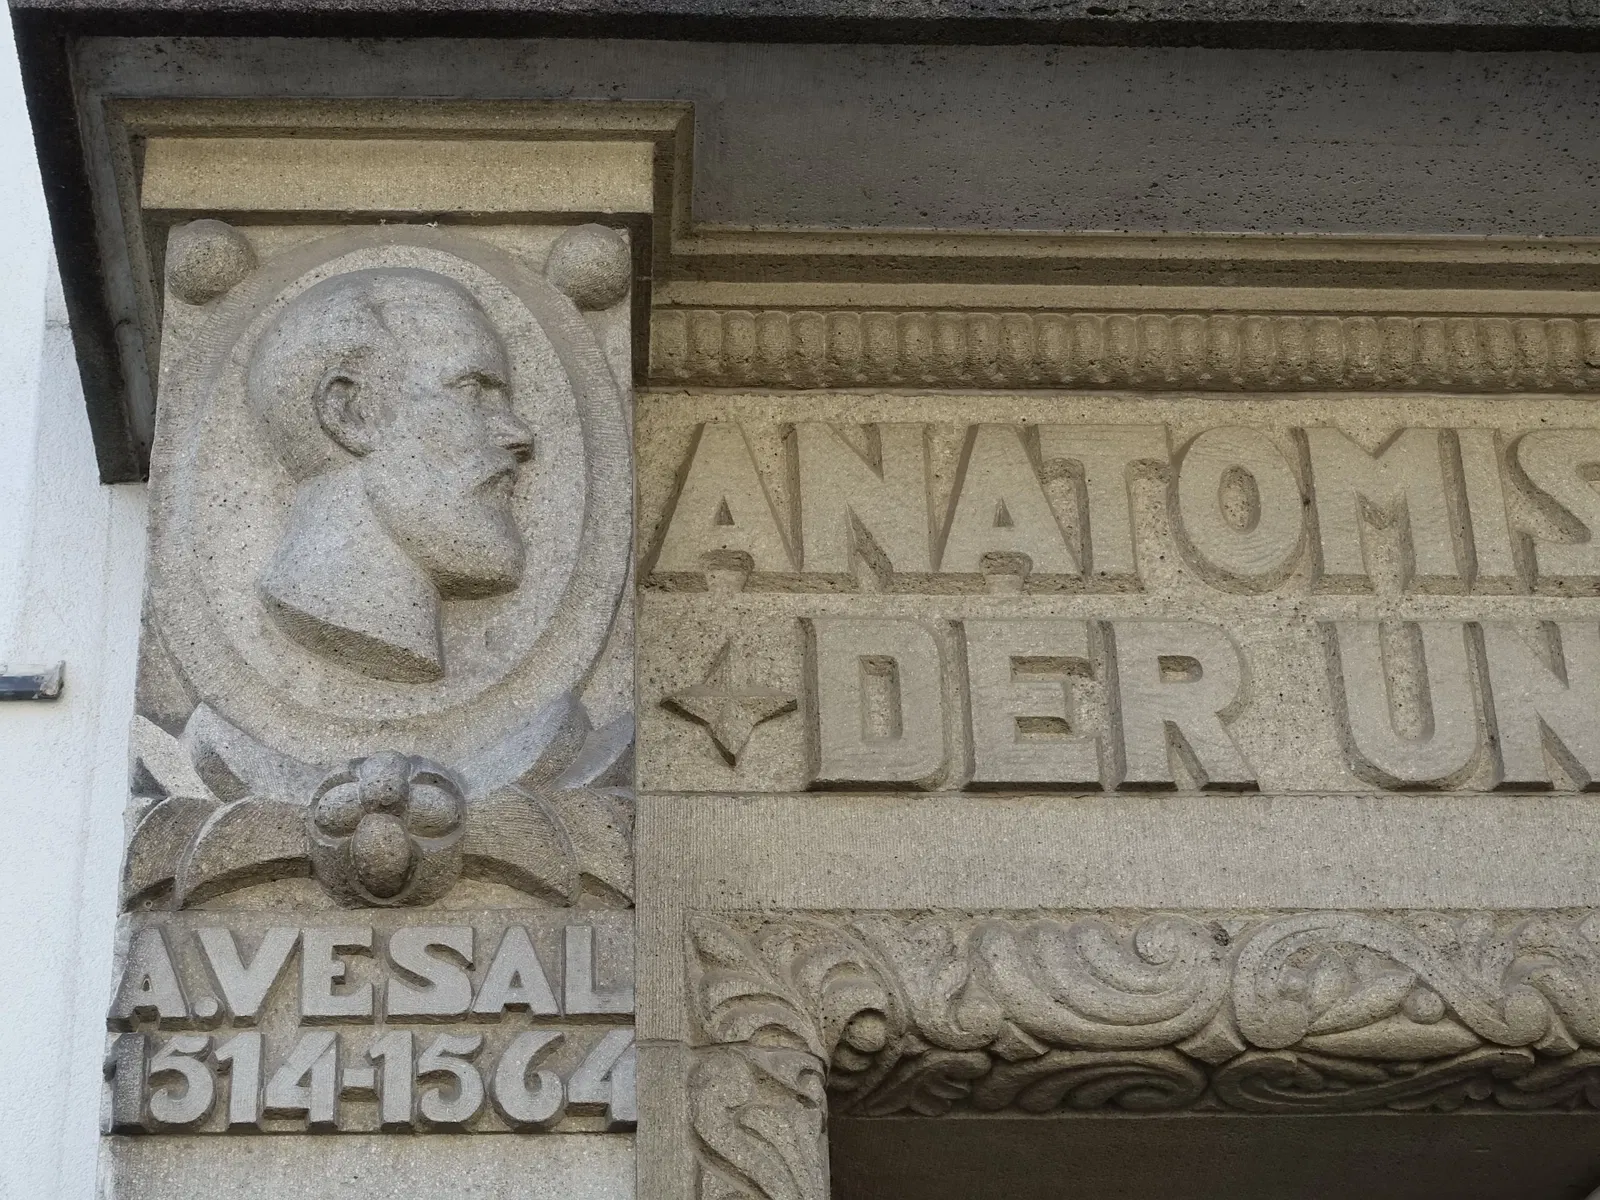 ANATOMIS
DER UN
A.VESAL
1514-1564